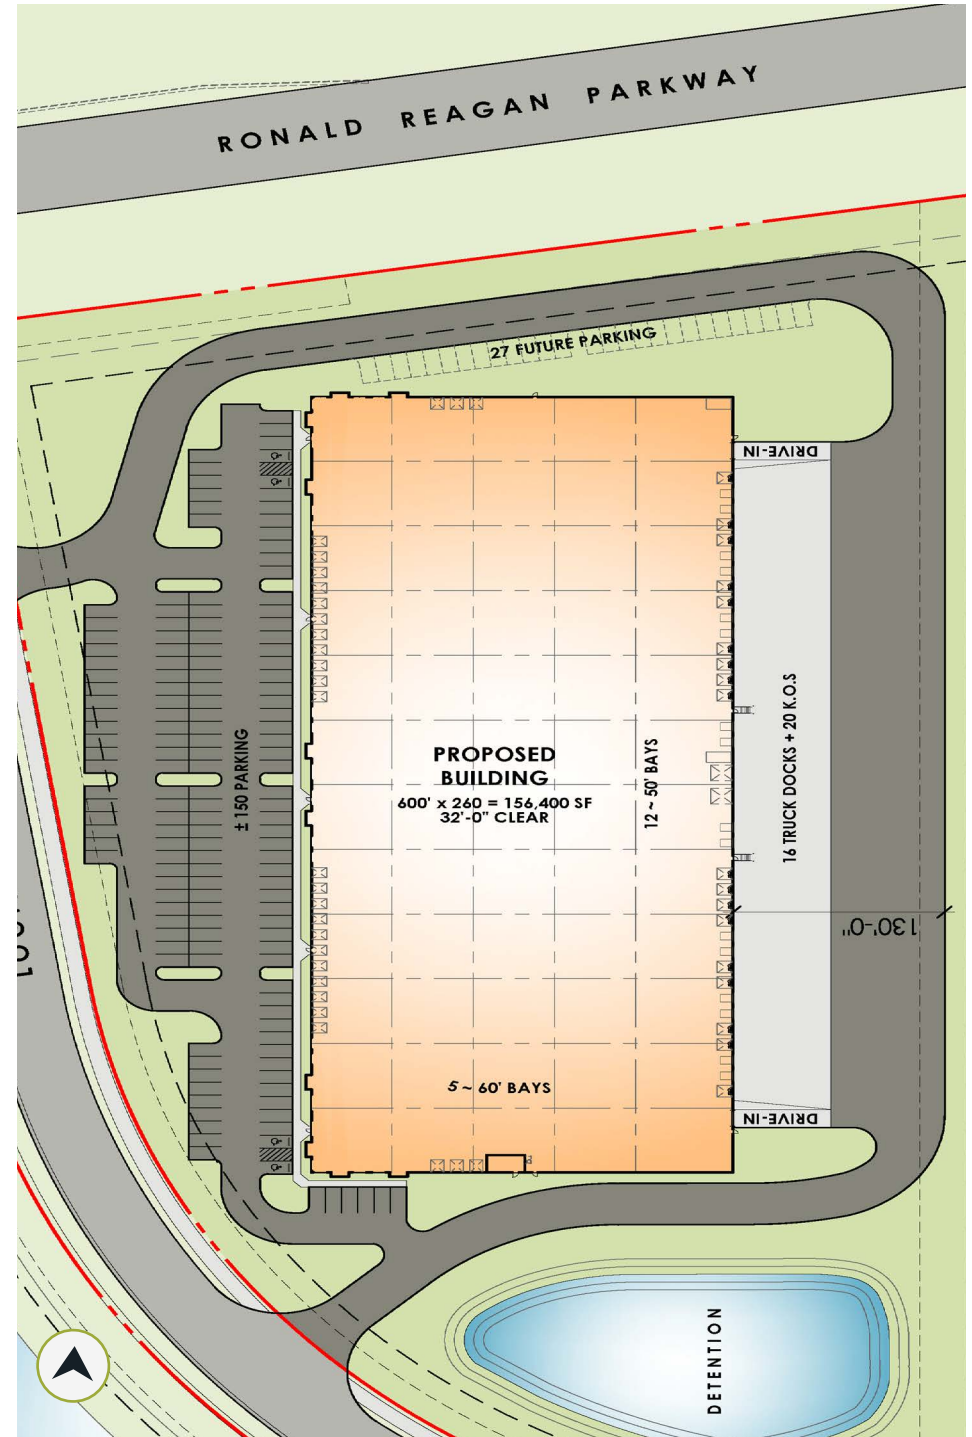 RONALD REAGAN PARKWAY
27 FUTURE PARKING
DRIVE-IN
± 150 PARKING
PROPOSED
BUILDING
600' x 260 = 156,400 SF
32'-0" CLEAR
12 ~ 50' BAYS
16 TRUCK DOCKS + 20 K.O.S
130'-0"
5 ~ 60' BAYS
DRIVE-IN
DETENTION